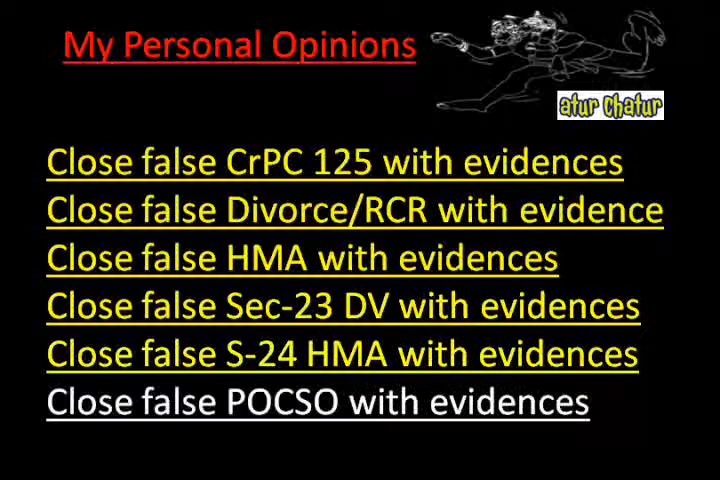 My Personal Opinions
atur Chatur
Close false CrPC 125 with evidences
Close false Divorce/RCR with evidence
Close false HMA with evidences
Close false Sec-23 DV with evidences
Close false S-24 HMA with evidences
Close false POCSO with evidences